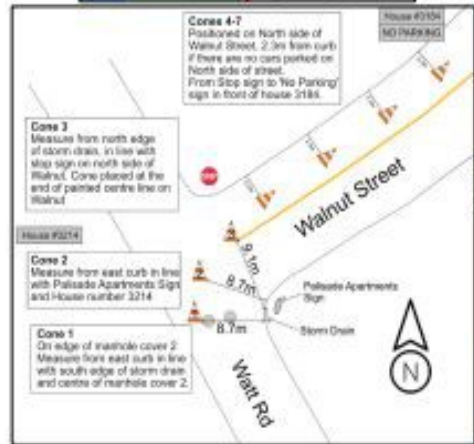 Cones 4-7
Positioned on North side of
Walnut Street, 2.3m from curb
if there are no cars parked on
North side of street.
From Stop sign to 'No Parking'
sign in front of house 3184.
House #3184
NO PARKING
Cone 3
Measure from north edge
of storm drain, in line with
stop sign on north side of
Walnut. Cone placed at the
end of painted centre line on
Walnut
STOP
Walnut Street
House #3214
3
9.1m
Cone 2
Measure from east curb in line
with Palisade Apartments Sign
and House number 3214
2
8.7m
Palisade Apartments
Sign
Cone 1
On edge of manhole cover 2
Measure from east curb in line
with south edge of storm drain
and centre of manhole cover 2.
8.7m
Storm Drain
Watt Rd
N